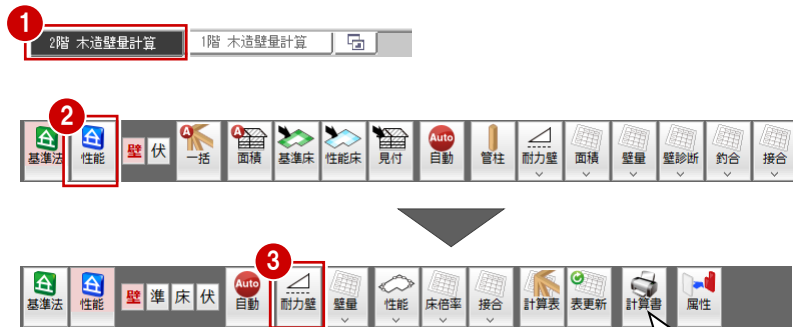 1
2階 木造壁量計算 1階 木造壁量計算
2
基準法 性能 壁 伏 A 一括 A 面積 基準床 性能床 見付 Auto 自動 管柱 耐力壁 面積 壁量 壁診断 釣合 接合
3
基準法 性能 壁 準 床 伏 Auto 自動 耐力壁 壁量 性能 床倍率 接合 計算表 表更新 計算書 属性